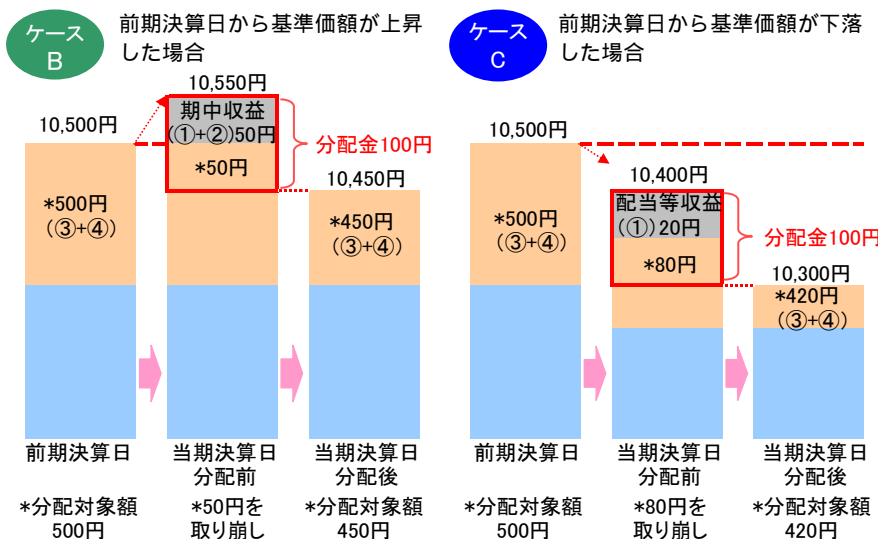 ケース
B
前期決算日から基準価額が上昇
した場合
10,550円
10,500円
期中収益
(①+②)50円
*50円
分配金100円
10,450円
*500円
(③+④)
*450円
(③+④)
前期決算日
当期決算日
分配前
当期決算日
分配後
*分配対象額
500円
*50円を
取り崩し
*分配対象額
450円
ケース
C
前期決算日から基準価額が下落
した場合
10,500円
10,400円
配当等収益
(①)20円
*80円
分配金100円
10,300円
*500円
(③+④)
*420円
(③+④)
前期決算日
当期決算日
分配前
当期決算日
分配後
*分配対象額
500円
*80円を
取り崩し
*分配対象額
420円